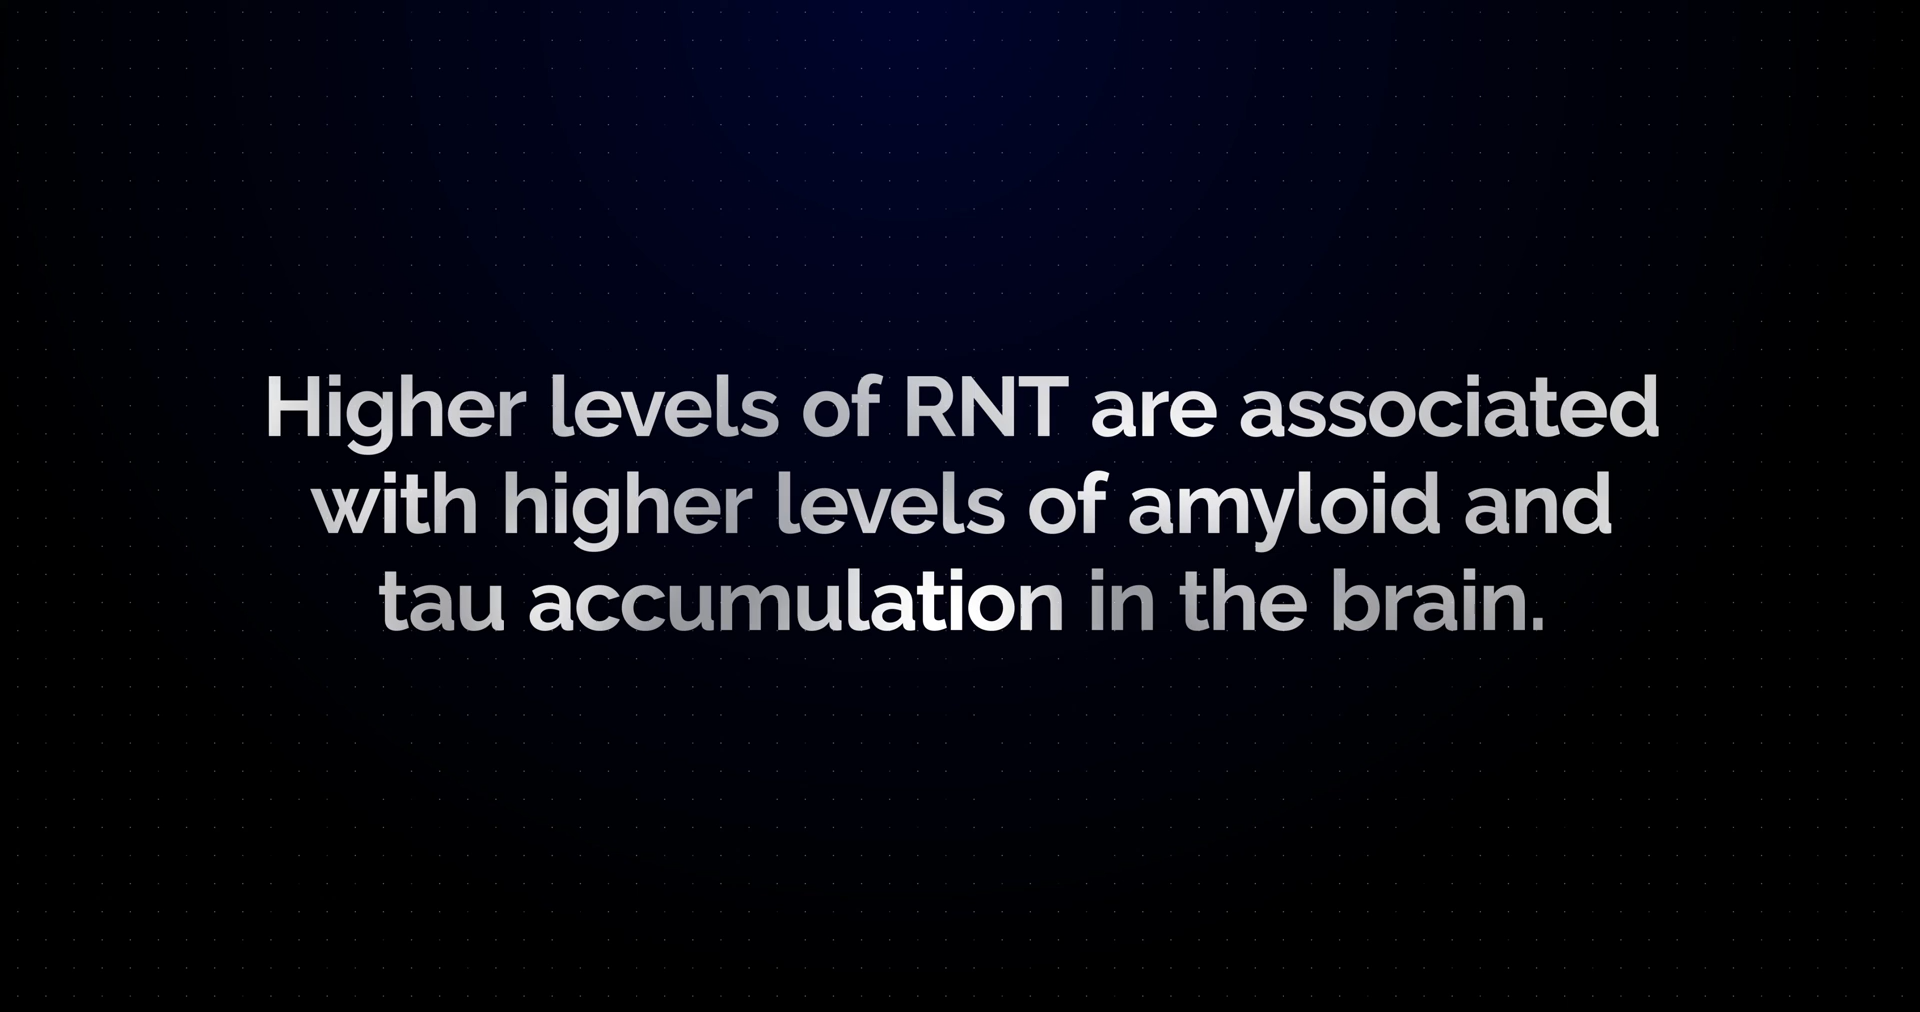 Higher levels of RNT are associated
with higher levels of amyloid and
tau accumulation in the brain.